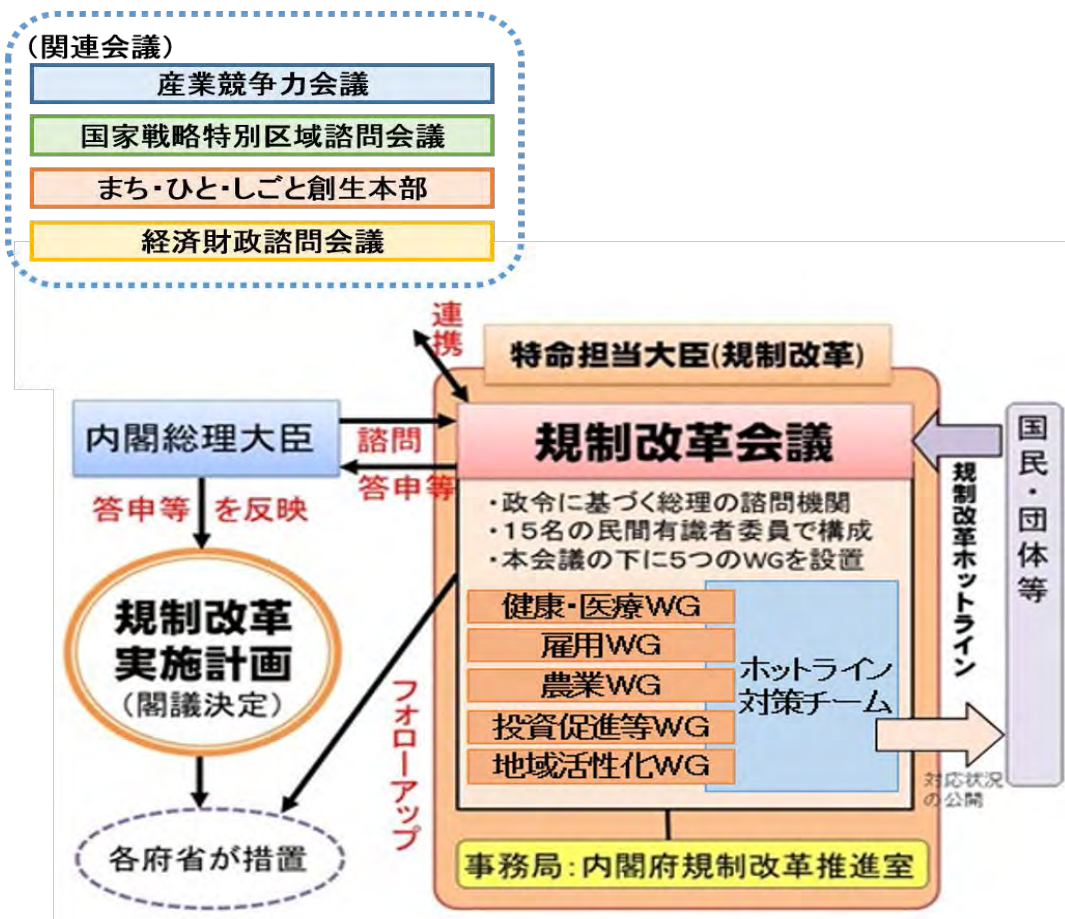 (関連会議)
産業競争力会議
国家戦略特別区域諮問会議
まち・ひと・しごと創生本部
経済財政諮問会議
連携
特命担当大臣(規制改革)
内閣総理大臣
諮問
答申等
規制改革会議
・政令に基づく総理の諮問機関
・15名の民間有識者委員で構成
・本会議の下に5つのWGを設置
健康・医療WG
雇用WG
農業WG
投資促進等WG
地域活性化WG
ホットライン
対策チーム
国民・団体等
規制改革ホットライン
対応状況
の公開
答申等 を反映
規制改革
実施計画
(閣議決定)
フォローアップ
各府省が措置
事務局:内閣府規制改革推進室